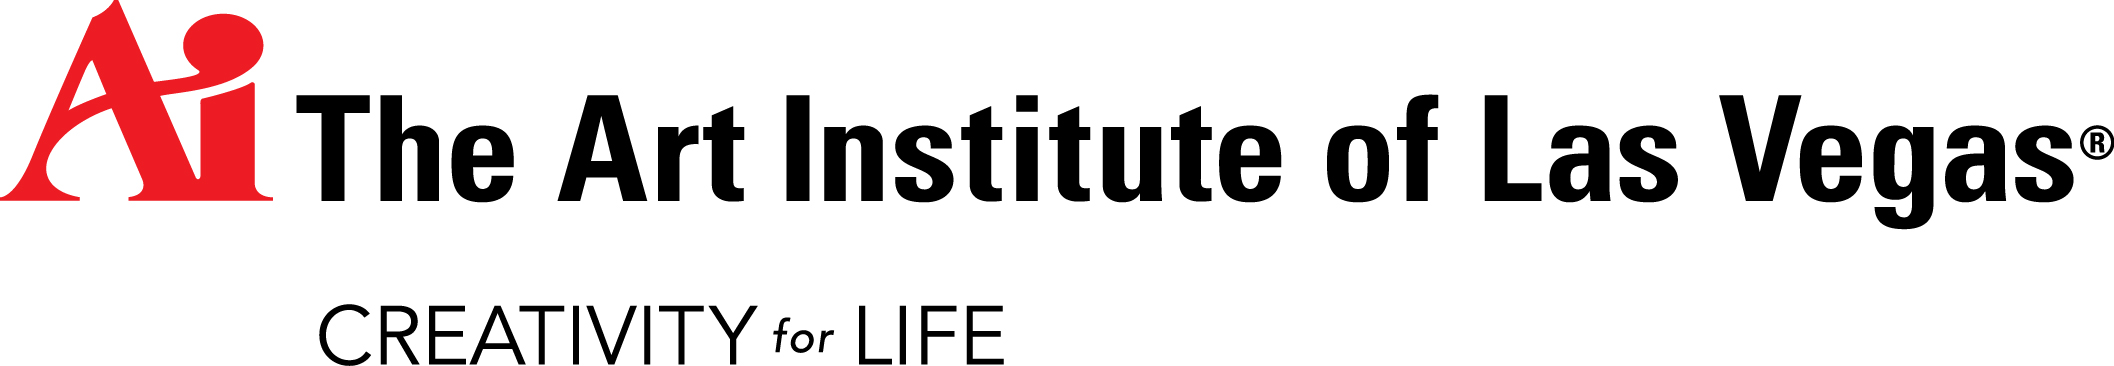 Ai The Art Institute of Las Vegas®
CREATIVITY for LIFE